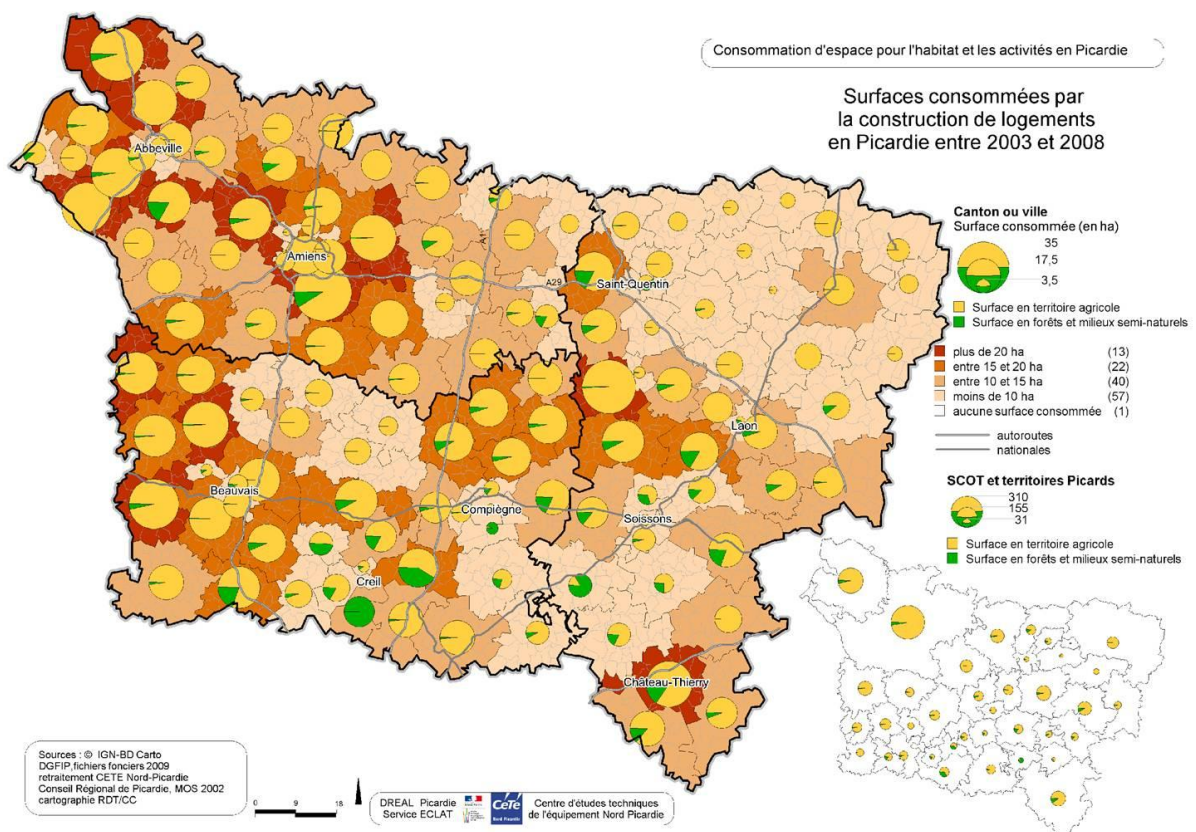 Consommation d'espace pour l'habitat et les activités en Picardie
Surfaces consommées par
la construction de logements
en Picardie entre 2003 et 2008
Canton ou ville
Surface consommée (en ha)
35
17,5
3,5
Surface en territoire agricole
Surface en forêts et milieux semi-naturels
plus de 20 ha (13)
entre 15 et 20 ha (22)
entre 10 et 15 ha (40)
moins de 10 ha (57)
aucune surface consommée (1)
autoroutes
nationales
SCOT et territoires Picards
310
155
31
Surface en territoire agricole
Surface en forêts et milieux semi-naturels
Abbeville
Amiens
A29
Saint-Quentin
Laon
Beauvais
Compiègne
Soissons
Creil
Château-Thierry
Sources : © IGN-BD Carto
DGFIP,fichiers fonciers 2009
retraitement CETE Nord-Picardie
Conseil Régional de Picardie, MOS 2002
cartographie RDT/CC
0 9 18
DREAL Picardie
Service ECLAT
CeTe
Nord Picardie
Centre d'études techniques
de l'équipement Nord Picardie